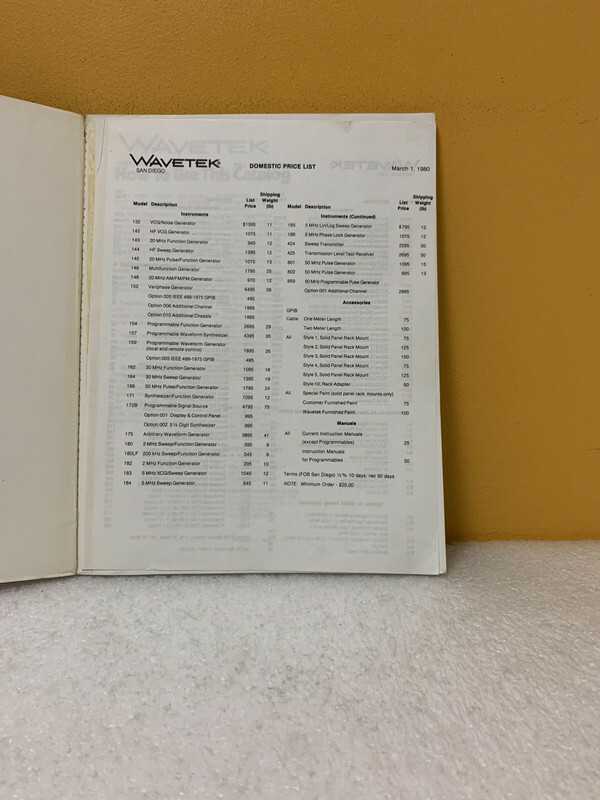 WAVETEK
SAN DIEGO
DOMESTIC PRICE LIST
March 1, 1980
Model Description List Price Shipping Weight (lb)
Instruments
132 VCG/Noise Generator $1395 11
142 HF VCG Generator 1075 11
143 20 MHz Function Generator 945 12
144 HF Sweep Generator 1395 12
145 20 MHz Pulse/Function Generator 1075 13
146 Multifunction Generator 1795 25
148 20 MHz AM/FM/PM Generator 970 12
152 Variphase Generator 6495 56
Option 005 IEEE 488-1975 GPIB 495
Option 006 Additional Channel 1995
Option 010 Additional Chassis 1995
154 Programmable Function Generator 2695 29
157 Programmable Waveform Synthesizer 4395 35
159 Programmable Waveform Generator
(local and remote control) 1895 26
Option 005 IEEE 488-1975 GPIB 495
162 30 MHz Function Generator 1095 18
164 30 MHz Sweep Generator 1395 19
166 50 MHz Pulse/Function Generator 1795 24
171 Synthesizer/Function Generator 1095 12
172B Programmable Signal Source 4795 75
Option 001 Display & Control Panel 995
Option 002 5½ Digit Synthesizer 995
175 Arbitrary Waveform Generator 3895 41
180 2 MHz Sweep/Function Generator 9
180LF 200 kHz Sweep/Function Generator 345 9
182 2 MHz Function Generator 295 10
183 5 MHz XCG/Sweep Generator 1045 12
184 5 MHz Sweep Generator 645 11
Model Description List Price Shipping Weight (lb)
Instruments (Continued)
185 5 MHz Lin/Log Sweep Generator $795 12
186 5 MHz Phase Lock Generator 1075 12
424 Sweep Transmitter 2295 50
425 Transmission Level Test Receiver 2695 50
801 50 MHz Pulse Generator 1095 15
802 50 MHz Pulse Generator 895 13
859 50 MHz Programmable Pulse Generator
Option 001 Additional Channel 2995
Accessories
GPIB
Cable One Meter Length 75
Two Meter Length 100
All Style 1, Solid Panel Rack Mount 75
Style 2, Solid Panel Rack Mount 125
Style 3, Solid Panel Rack Mount 150
Style 4, Solid Panel Rack Mount 75
Style 5, Solid Panel Rack Mount 125
Style 10, Rack Adapter 50
All Special Paint (solid panel rack mounts only)
Customer Furnished Paint 75
Wavetek Furnished Paint 100
Manuals
All Current Instruction Manuals
(except Programmables) 25
Instruction Manuals
for Programmables 50
Terms (FOB San Diego) ½%, 10 days, net 30 days
NOTE: Minimum Order - $25.00